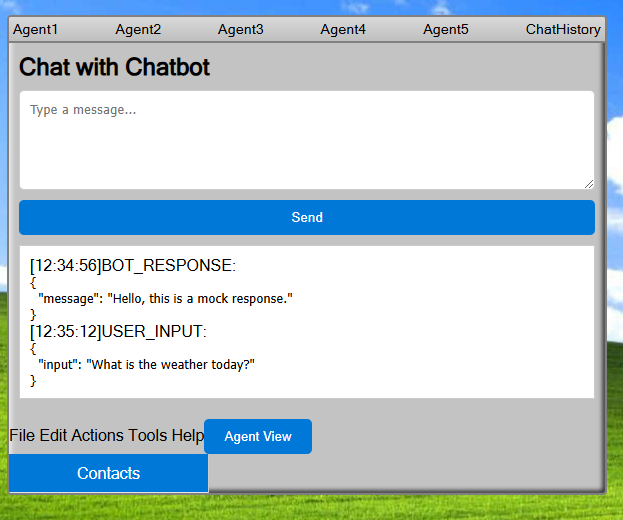 Agent1 Agent2 Agent3 Agent4 Agent5 ChatHistory
Chat with Chatbot
Type a message...
Send
[12:34:56]BOT_RESPONSE:
{
"message": "Hello, this is a mock response."
}
[12:35:12]USER_INPUT:
{
"input": "What is the weather today?"
}
File Edit Actions Tools Help Agent View
Contacts